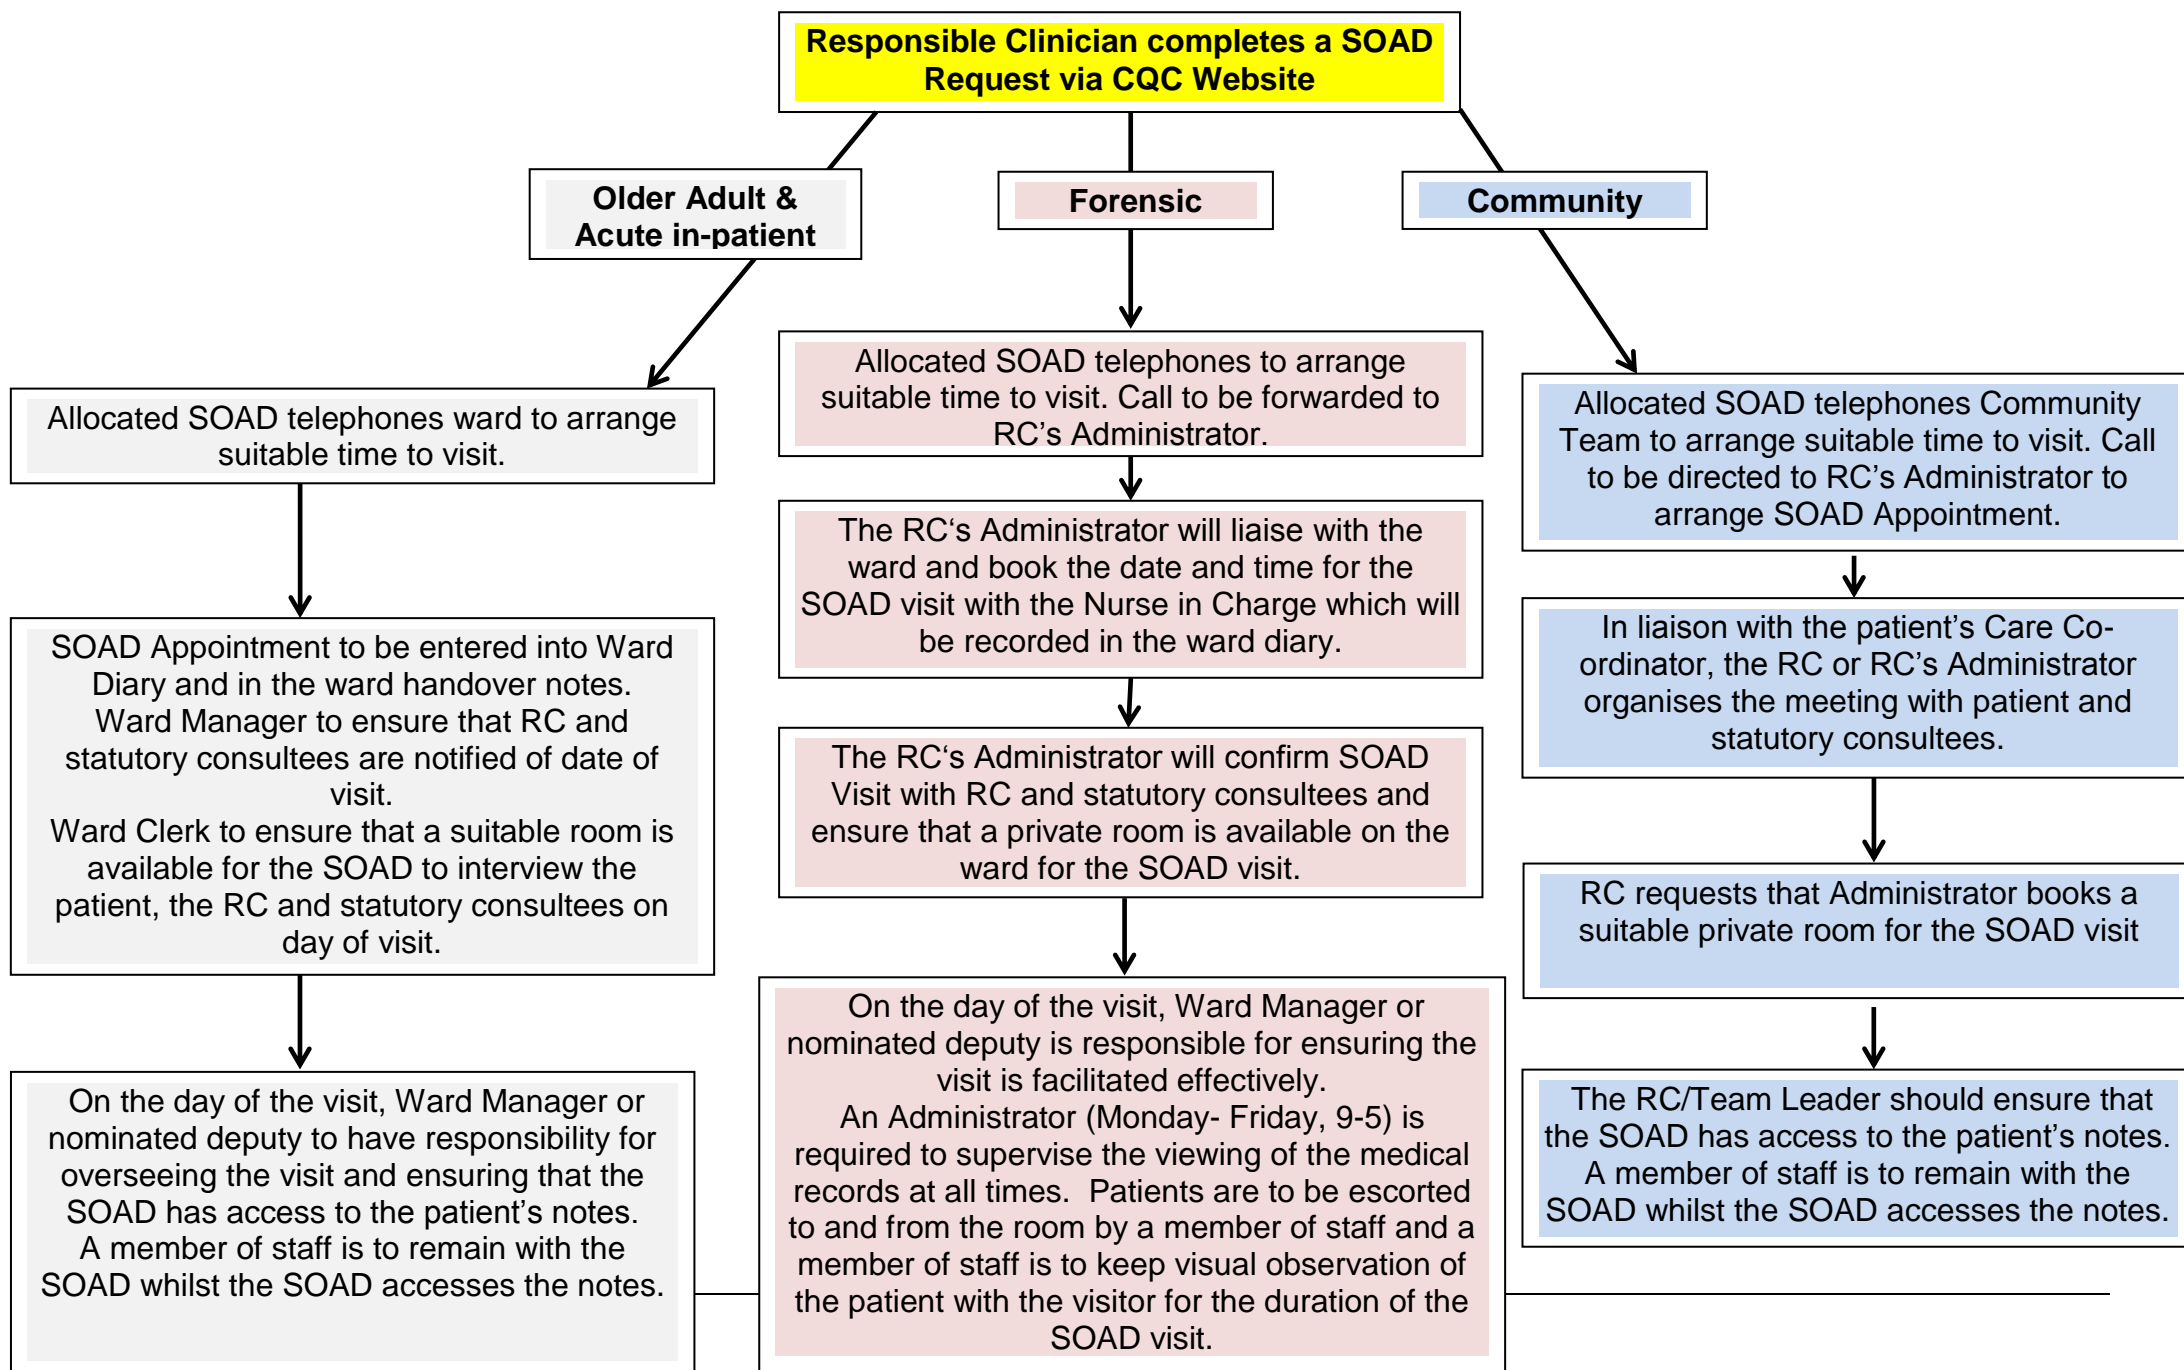 Responsible Clinician completes a SOAD
Request via CQC Website
Older Adult &
Acute in-patient
Forensic
Community
Allocated SOAD telephones ward to arrange
suitable time to visit.
SOAD Appointment to be entered into Ward
Diary and in the ward handover notes.
Ward Manager to ensure that RC and
statutory consultees are notified of date of
visit.
Ward Clerk to ensure that a suitable room is
available for the SOAD to interview the
patient, the RC and statutory consultees on
day of visit.
On the day of the visit, Ward Manager or
nominated deputy to have responsibility for
overseeing the visit and ensuring that the
SOAD has access to the patient’s notes.
A member of staff is to remain with the
SOAD whilst the SOAD accesses the notes.
Allocated SOAD telephones to arrange
suitable time to visit. Call to be forwarded to
RC’s Administrator.
The RC‘s Administrator will liaise with the
ward and book the date and time for the
SOAD visit with the Nurse in Charge which will
be recorded in the ward diary.
The RC‘s Administrator will confirm SOAD
Visit with RC and statutory consultees and
ensure that a private room is available on the
ward for the SOAD visit.
On the day of the visit, Ward Manager or
nominated deputy is responsible for ensuring the
visit is facilitated effectively.
An Administrator (Monday- Friday, 9-5) is
required to supervise the viewing of the medical
records at all times.  Patients are to be escorted
to and from the room by a member of staff and a
member of staff is to keep visual observation of
the patient with the visitor for the duration of the
SOAD visit.
Allocated SOAD telephones Community
Team to arrange suitable time to visit. Call
to be directed to RC’s Administrator to
arrange SOAD Appointment.
In liaison with the patient’s Care Co-
ordinator, the RC or RC’s Administrator
organises the meeting with patient and
statutory consultees.
RC requests that Administrator books a
suitable private room for the SOAD visit
The RC/Team Leader should ensure that
the SOAD has access to the patient’s notes.
A member of staff is to remain with the
SOAD whilst the SOAD accesses the notes.